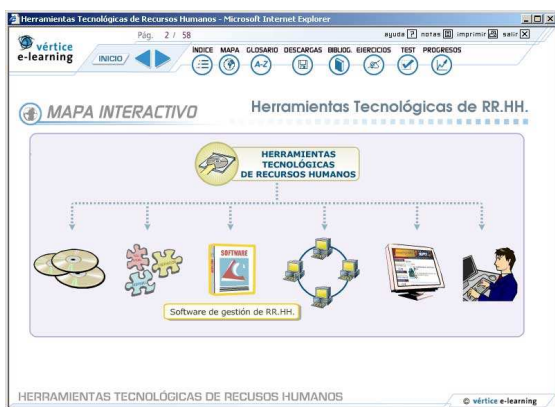 Herramientas Tecnológicas de Recursos Humanos - Microsoft Internet Explorer
Pág. 2 / 58
ayuda ? notas imprimir salir X
vértice
e-learning
INICIO
ÍNDICE MAPA GLOSARIO DESCARGAS BIBLIOG. EJERCICIOS TEST PROGRESOS
A-Z
MAPA INTERACTIVO
Herramientas Tecnológicas de RR.HH.
HERRAMIENTAS
TECNOLÓGICAS
DE RECURSOS HUMANOS
SOFTWARE
Software de gestión de RR.HH.
HERRAMIENTAS TECNOLÓGICAS DE RECUSOS HUMANOS
© vértice e-learning